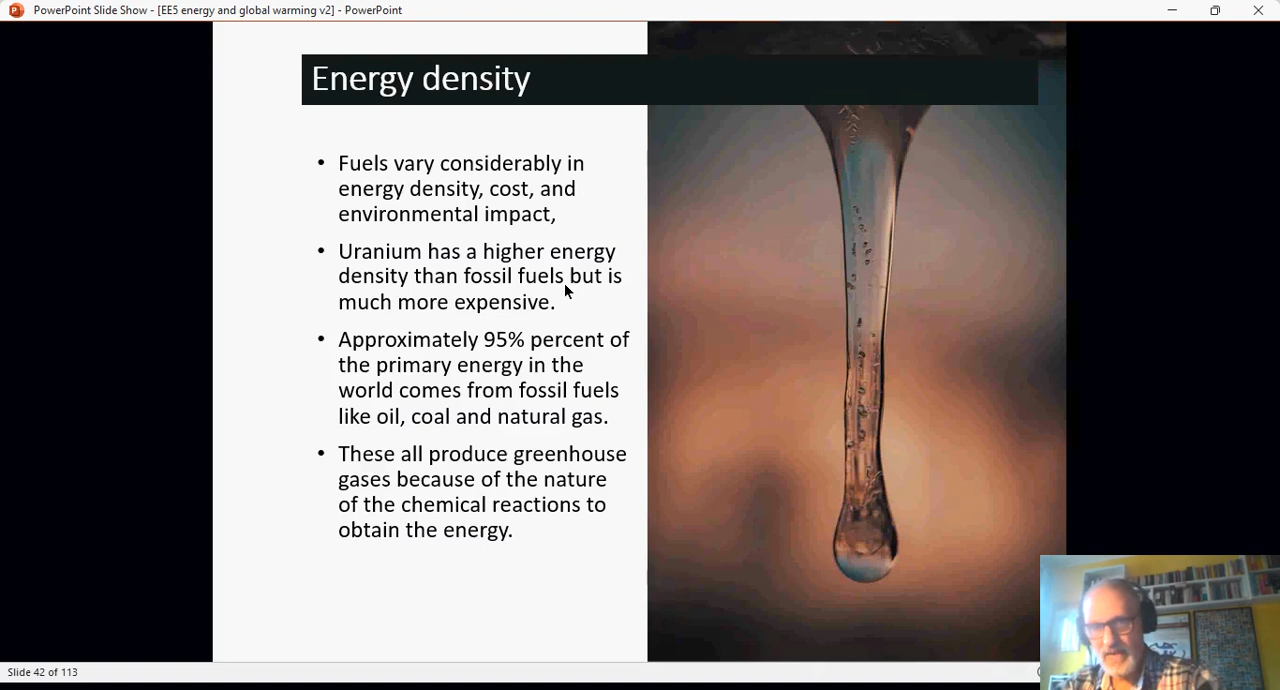 PowerPoint Slide Show - [EE5 energy and global warming v2] - PowerPoint
Energy density
• Fuels vary considerably in
energy density, cost, and
environmental impact,
• Uranium has a higher energy
density than fossil fuels but is
much more expensive.
• Approximately 95% percent of
the primary energy in the
world comes from fossil fuels
like oil, coal and natural gas.
• These all produce greenhouse
gases because of the nature
of the chemical reactions to
obtain the energy.
Slide 42 of 113